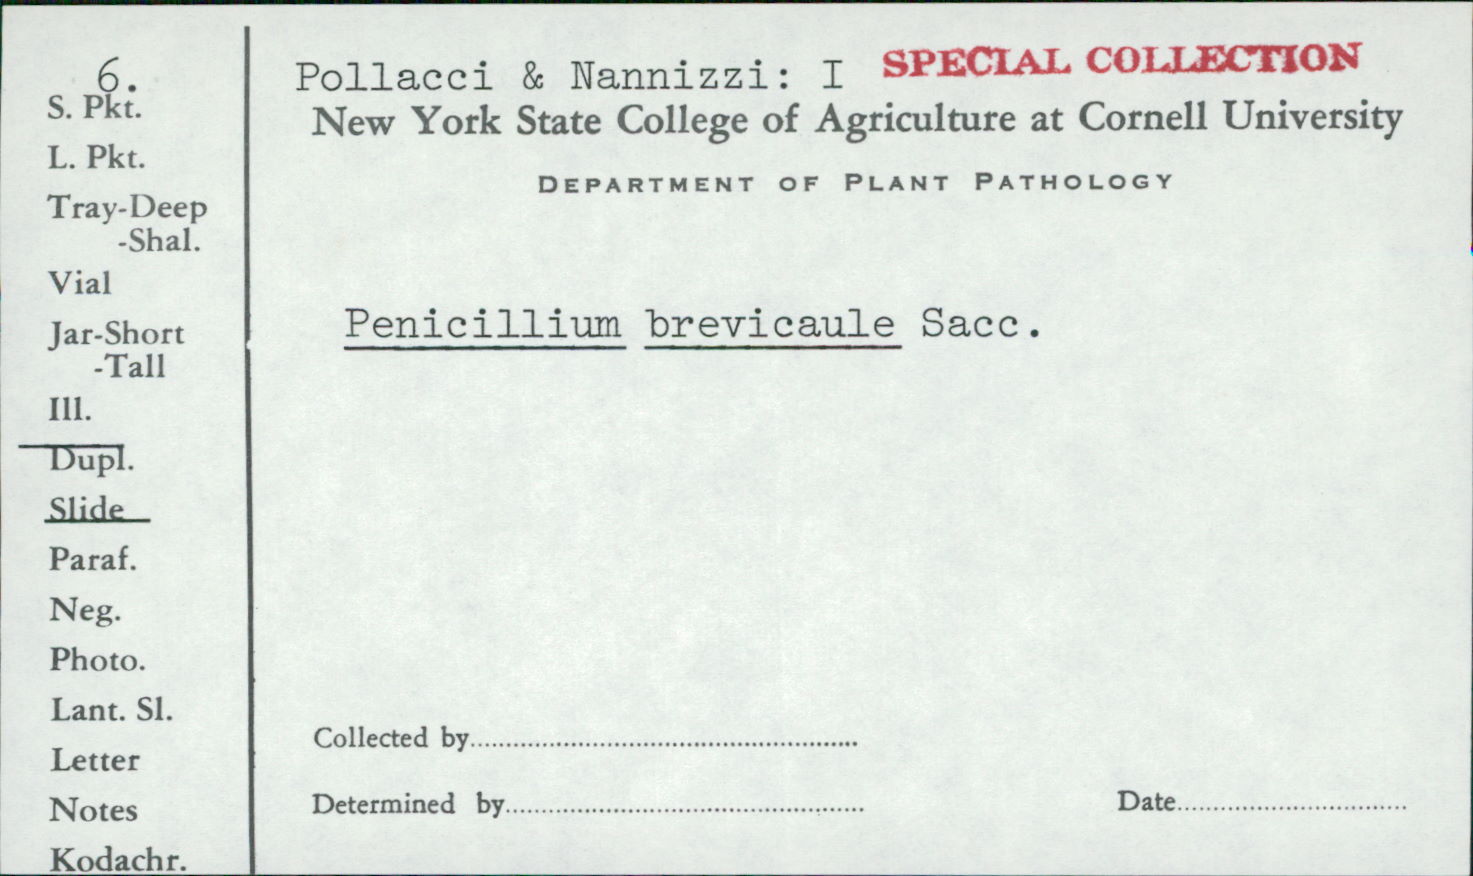 6.
S. Pkt.
L. Pkt.
Tray-Deep
-Shal.
Vial
Jar-Short
-Tall
Ill.
Dupl.
Slide
Paraf.
Neg.
Photo.
Lant. Sl.
Letter
Notes
Kodachr.
Pollacci & Nannizzi: I SPECIAL COLLECTION
New York State College of Agriculture at Cornell University
DEPARTMENT OF PLANT PATHOLOGY
Penicillium brevicaule Sacc.
Collected by
Determined by
Date